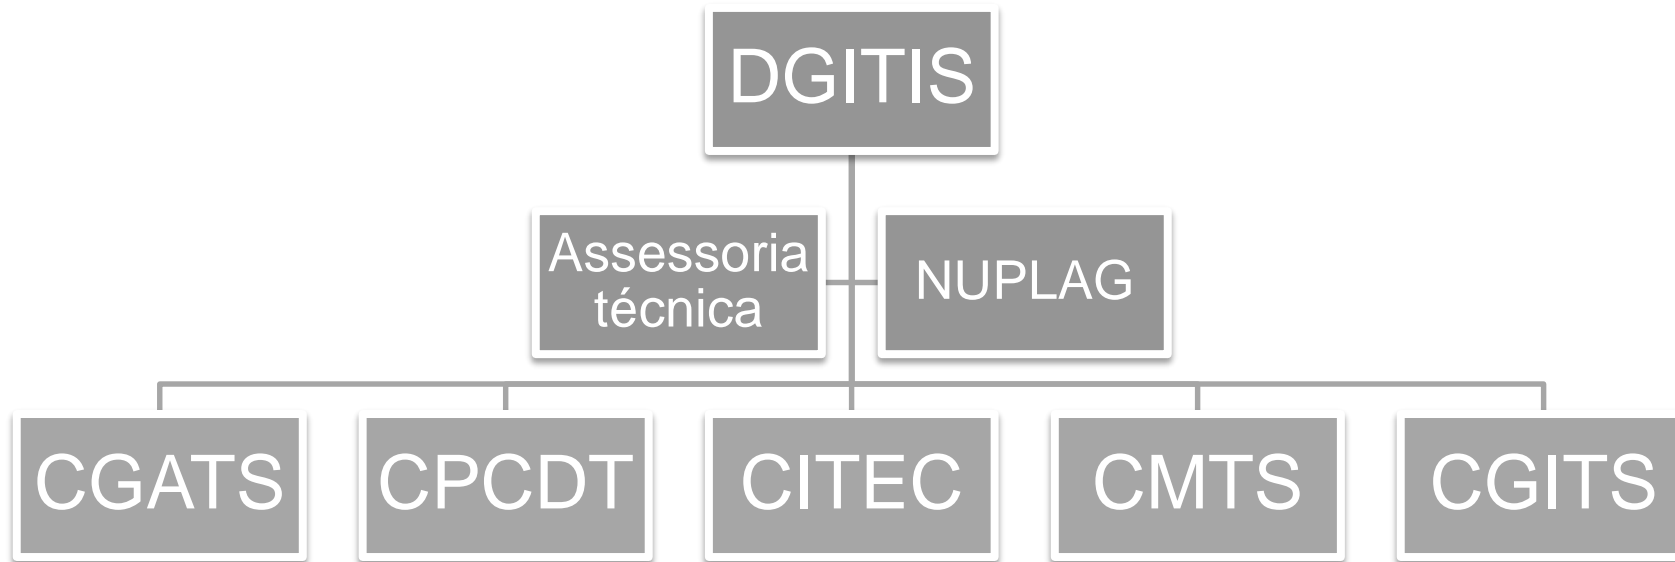 DGITIS
Assessoria
técnica
NUPLAG
CGATS
CPCDT
CITEC
CMTS
CGITS